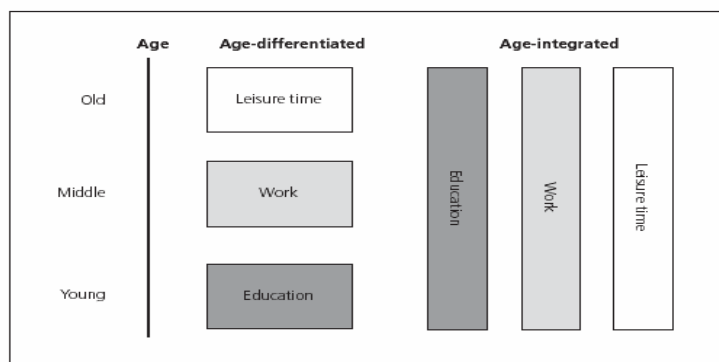 Age Age-differentiated Age-integrated
Old
Leisure time
Middle
Work
Young
Education
Education
Work
Leisure time